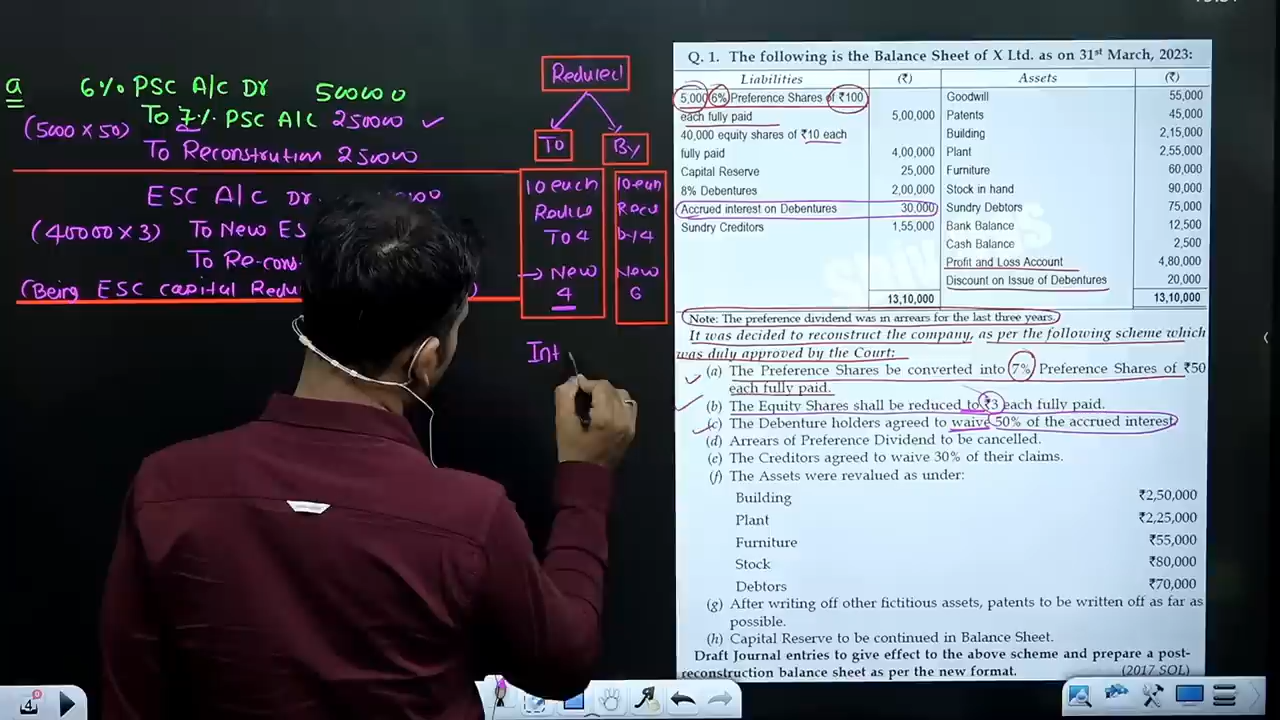 a
6% PSC A/C Dr 500000
To 7% PSC A/C 250000 ✓
(5000 x 50)
To Reconstrution 250000
ESC A/C Dr
(40000 x 3) To New ES
To Re-cons
(Being ESC capital Redu )
Reduced
To By
10 each
Reduce
To 4
→ New
4
10 each
Redu
by 4
New
6
Int
Q. 1. The following is the Balance Sheet of X Ltd. as on 31st March, 2023:
Liabilities (₹) Assets (₹)
5,000 6% Preference Shares of ₹100 Goodwill 55,000
each fully paid 5,00,000 Patents 45,000
40,000 equity shares of ₹10 each Building 2,15,000
fully paid 4,00,000 Plant 2,55,000
Capital Reserve 25,000 Furniture 60,000
8% Debentures 2,00,000 Stock in hand 90,000
Accrued interest on Debentures 30,000 Sundry Debtors 75,000
Sundry Creditors 1,55,000 Bank Balance 12,500
Cash Balance 2,500
Profit and Loss Account 4,80,000
Discount on Issue of Debentures 20,000
13,10,000 13,10,000
Note: The preference dividend was in arrears for the last three years.
It was decided to reconstruct the company, as per the following scheme which
was duly approved by the Court:
(a) The Preference Shares be converted into 7% Preference Shares of ₹50
each fully paid.
(b) The Equity Shares shall be reduced to ₹3 each fully paid.
(c) The Debenture holders agreed to waive 50% of the accrued interest
(d) Arrears of Preference Dividend to be cancelled.
(e) The Creditors agreed to waive 30% of their claims.
(f) The Assets were revalued as under:
Building ₹2,50,000
Plant ₹2,25,000
Furniture ₹55,000
Stock ₹80,000
Debtors ₹70,000
(g) After writing off other fictitious assets, patents to be written off as far as
possible.
(h) Capital Reserve to be continued in Balance Sheet.
Draft Journal entries to give effect to the above scheme and prepare a post-
reconstruction balance sheet as per the new format. (2017 SOL)